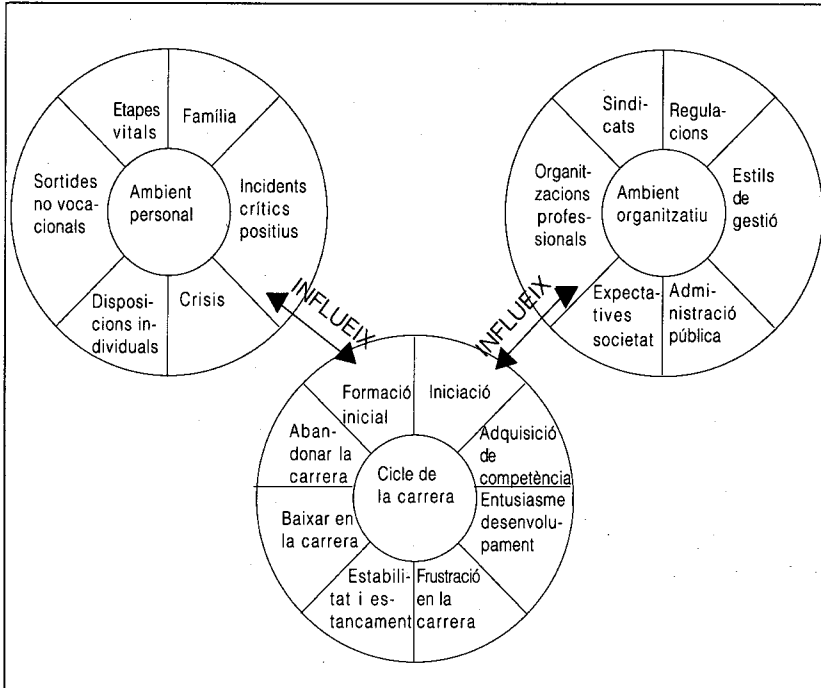 Etapes
vitals
Família
Sortides
no voca-
cionals
Ambient
personal
Incidents
crítics
positius
Disposi-
cions in-
dividuals
Crisis
Sindi-
cats
Regula-
cions
Organit-
zacions
profes-
sionals
Ambient
organitzatiu
Estils
de
gestió
Expecta-
tives
societat
Admi-
nistració
pública
INFLUEIX
INFLUEIX
Formació
inicial
Iniciació
Aban-
donar la
carrera
Adquisició
de
competència
Cicle de
la carrera
Baixar en
la carrera
Entusiasme
desenvolu-
pament
Estabili-
tat i es-
tancament
Frustració
en la
carrera